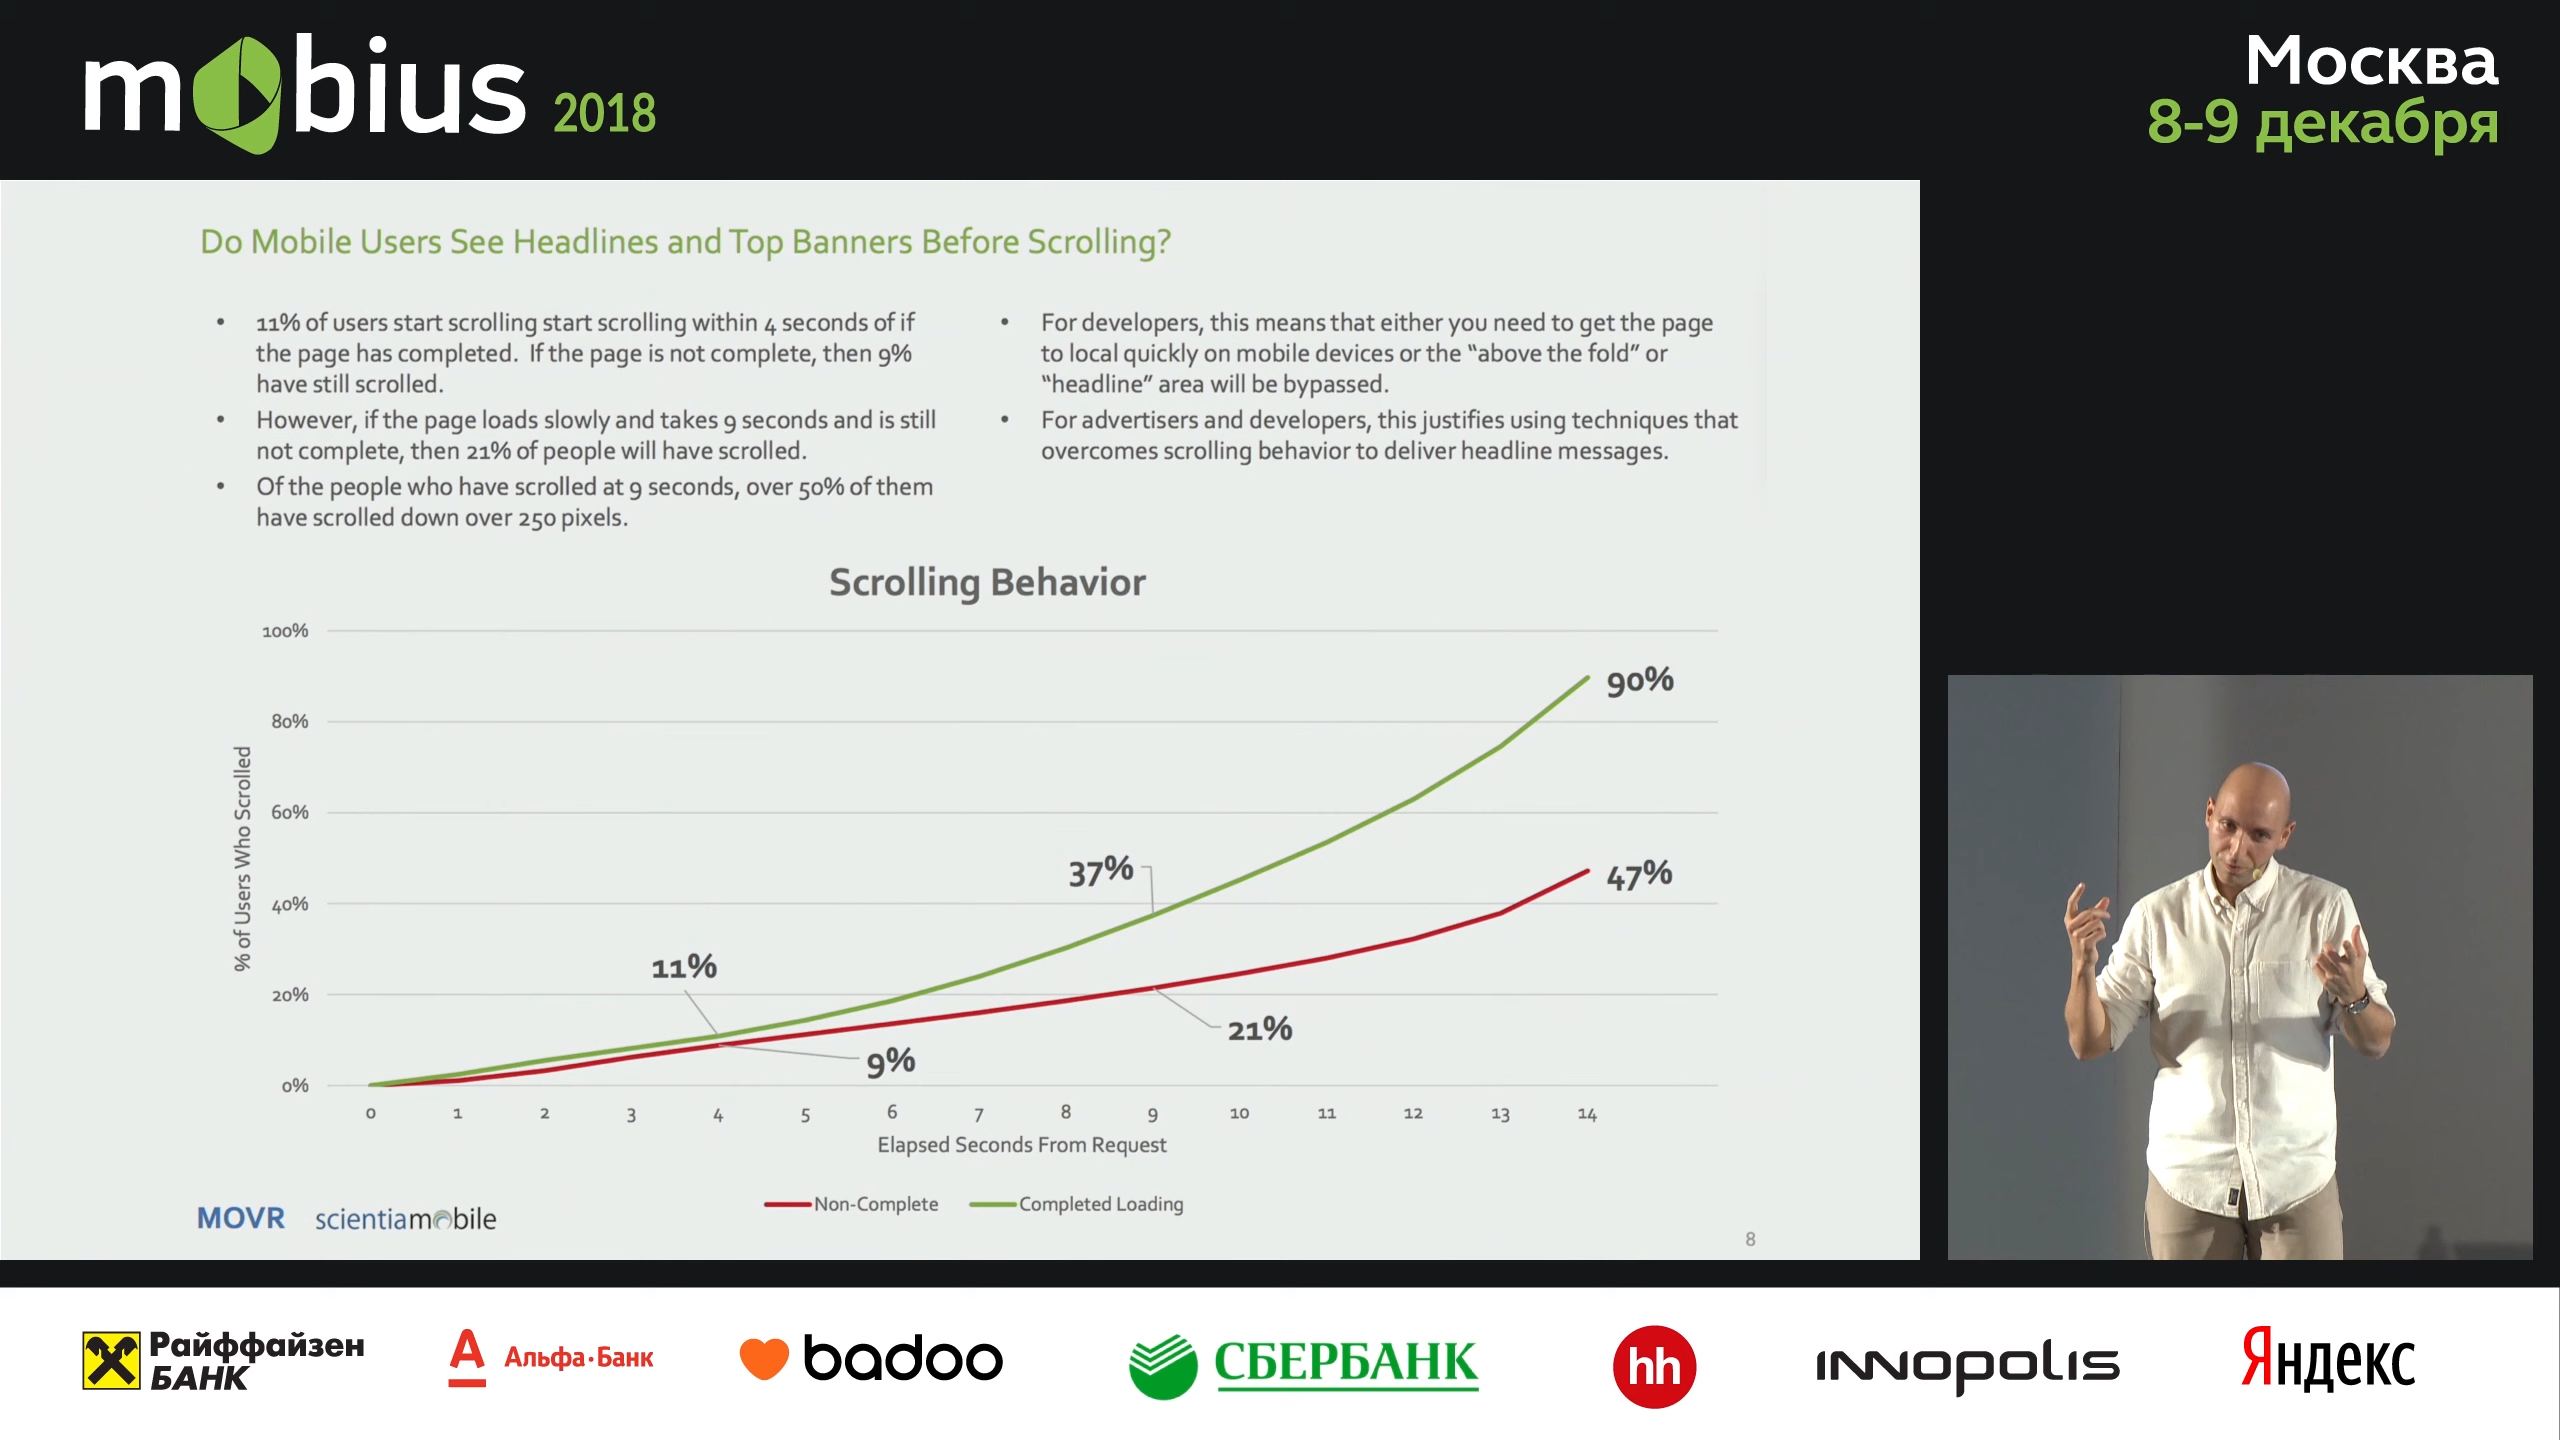 mobius 2018
Москва
8-9 декабря
Do Mobile Users See Headlines and Top Banners Before Scrolling?
• 11% of users start scrolling start scrolling within 4 seconds of if
the page has completed. If the page is not complete, then 9%
have still scrolled.
• However, if the page loads slowly and takes 9 seconds and is still
not complete, then 21% of people will have scrolled.
• Of the people who have scrolled at 9 seconds, over 50% of them
have scrolled down over 250 pixels.
• For developers, this means that either you need to get the page
to local quickly on mobile devices or the “above the fold” or
“headline” area will be bypassed.
• For advertisers and developers, this justifies using techniques that
overcomes scrolling behavior to deliver headline messages.
Scrolling Behavior
% of Users Who Scrolled
100%
80%
60%
40%
20%
0%
90%
47%
37%
11%
21%
9%
0 1 2 3 4 5 6 7 8 9 10 11 12 13 14
Elapsed Seconds From Request
Non-Complete Completed Loading
MOVR scientiamobile
8
Райффайзен
БАНК
А Альфа·Банк
badoo
СБЕРБАНК
hh
INNOPOLIS
Яндекс